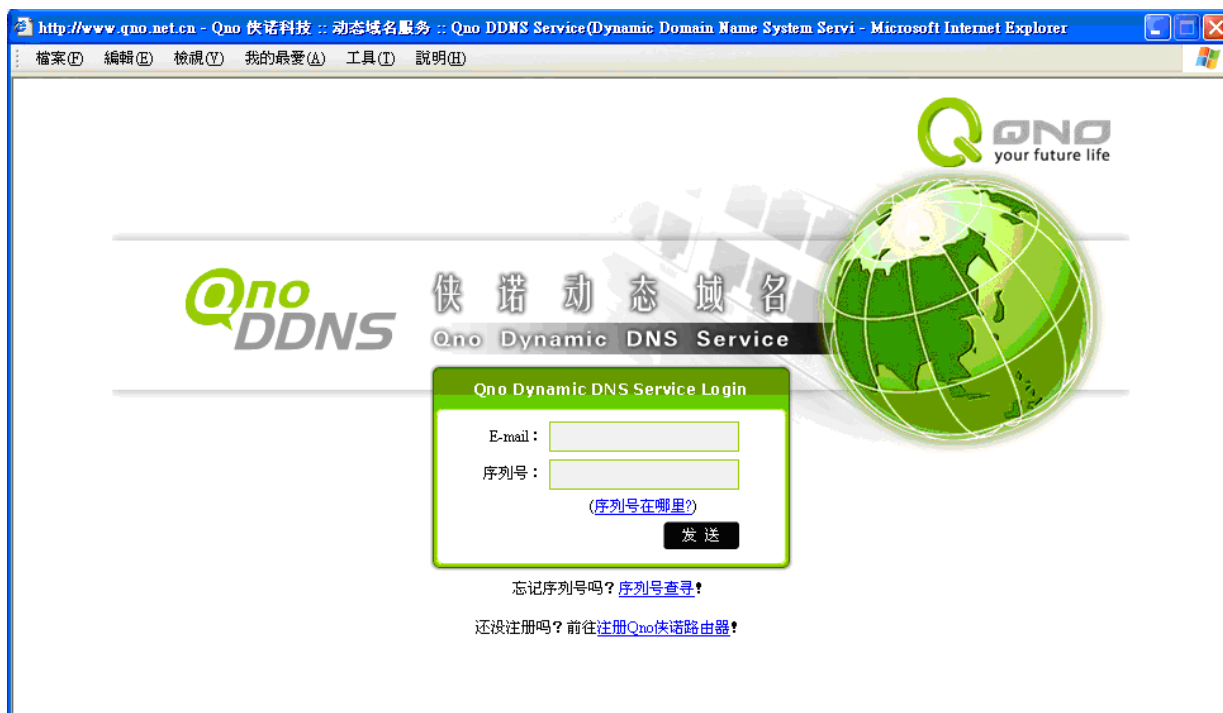 http://www.qno.net.cn - Qno 侠诺科技 :: 动态域名服务 :: Qno DDNS Service(Dynamic Domain Name System Servi - Microsoft Internet Explorer
檔案(F) 編輯(E) 檢視(V) 我的最愛(A) 工具(T) 說明(H)
Q QNO
your future life
Qno
DDNS
侠诺动态域名
Qno Dynamic DNS Service
Qno Dynamic DNS Service Login
E-mail：
序列号：
(序列号在哪里?)
发 送
忘记序列号吗? 序列号查寻!
还没注册吗? 前往注册Qno侠诺路由器!